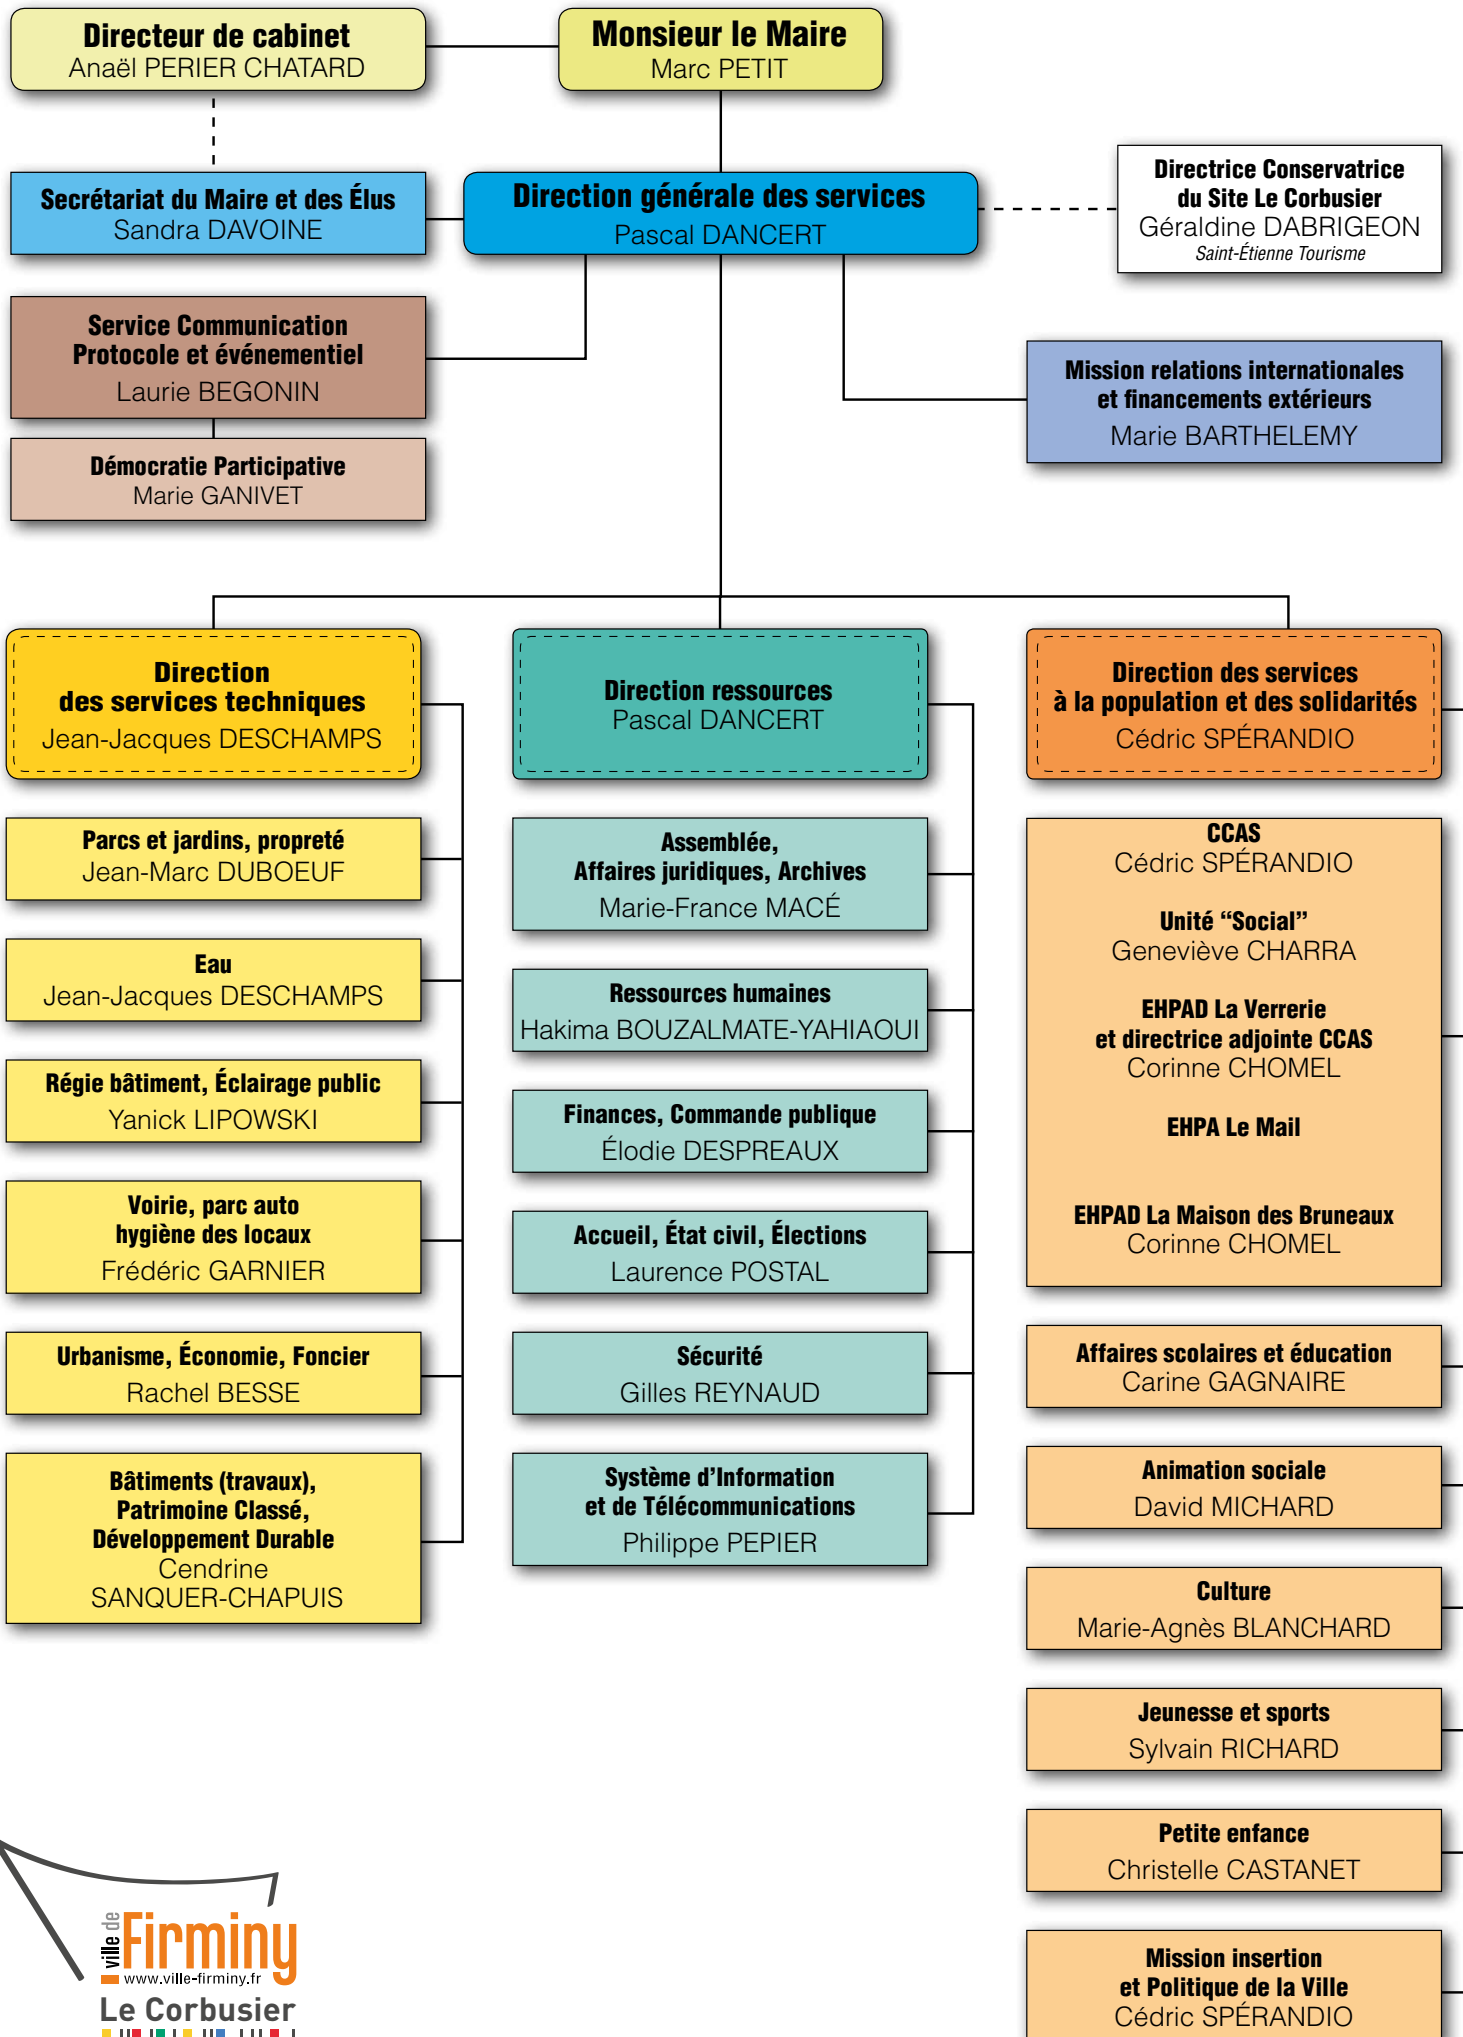 Directeur de cabinet
Anaël PERIER CHATARD
Monsieur le Maire
Marc PETIT
Secrétariat du Maire et des Élus
Sandra DAVOINE
Direction générale des services
Pascal DANCERT
Directrice Conservatrice
du Site Le Corbusier
Géraldine DABRIGEON
Saint-Étienne Tourisme
Service Communication
Protocole et événementiel
Laurie BEGONIN
Démocratie Participative
Marie GANIVET
Mission relations internationales
et financements extérieurs
Marie BARTHELEMY
Direction
des services techniques
Jean-Jacques DESCHAMPS
Parcs et jardins, propreté
Jean-Marc DUBOEUF
Eau
Jean-Jacques DESCHAMPS
Régie bâtiment, Éclairage public
Yanick LIPOWSKI
Voirie, parc auto
hygiène des locaux
Frédéric GARNIER
Urbanisme, Économie, Foncier
Rachel BESSE
Bâtiments (travaux),
Patrimoine Classé,
Développement Durable
Cendrine
SANQUER-CHAPUIS
Direction ressources
Pascal DANCERT
Assemblée,
Affaires juridiques, Archives
Marie-France MACÉ
Ressources humaines
Hakima BOUZALMATE-YAHIAOUI
Finances, Commande publique
Élodie DESPREAUX
Accueil, État civil, Élections
Laurence POSTAL
Sécurité
Gilles REYNAUD
Système d’Information
et de Télécommunications
Philippe PEPIER
Direction des services
à la population et des solidarités
Cédric SPÉRANDIO
CCAS
Cédric SPÉRANDIO
Unité “Social”
Geneviève CHARRA
EHPAD La Verrerie
et directrice adjointe CCAS
Corinne CHOMEL
EHPA Le Mail
EHPAD La Maison des Bruneaux
Corinne CHOMEL
Affaires scolaires et éducation
Carine GAGNAIRE
Animation sociale
David MICHARD
Culture
Marie-Agnès BLANCHARD
Jeunesse et sports
Sylvain RICHARD
Petite enfance
Christelle CASTANET
Mission insertion
et Politique de la Ville
Cédric SPÉRANDIO
ville de
Firminy
www.ville-firminy.fr
Le Corbusier